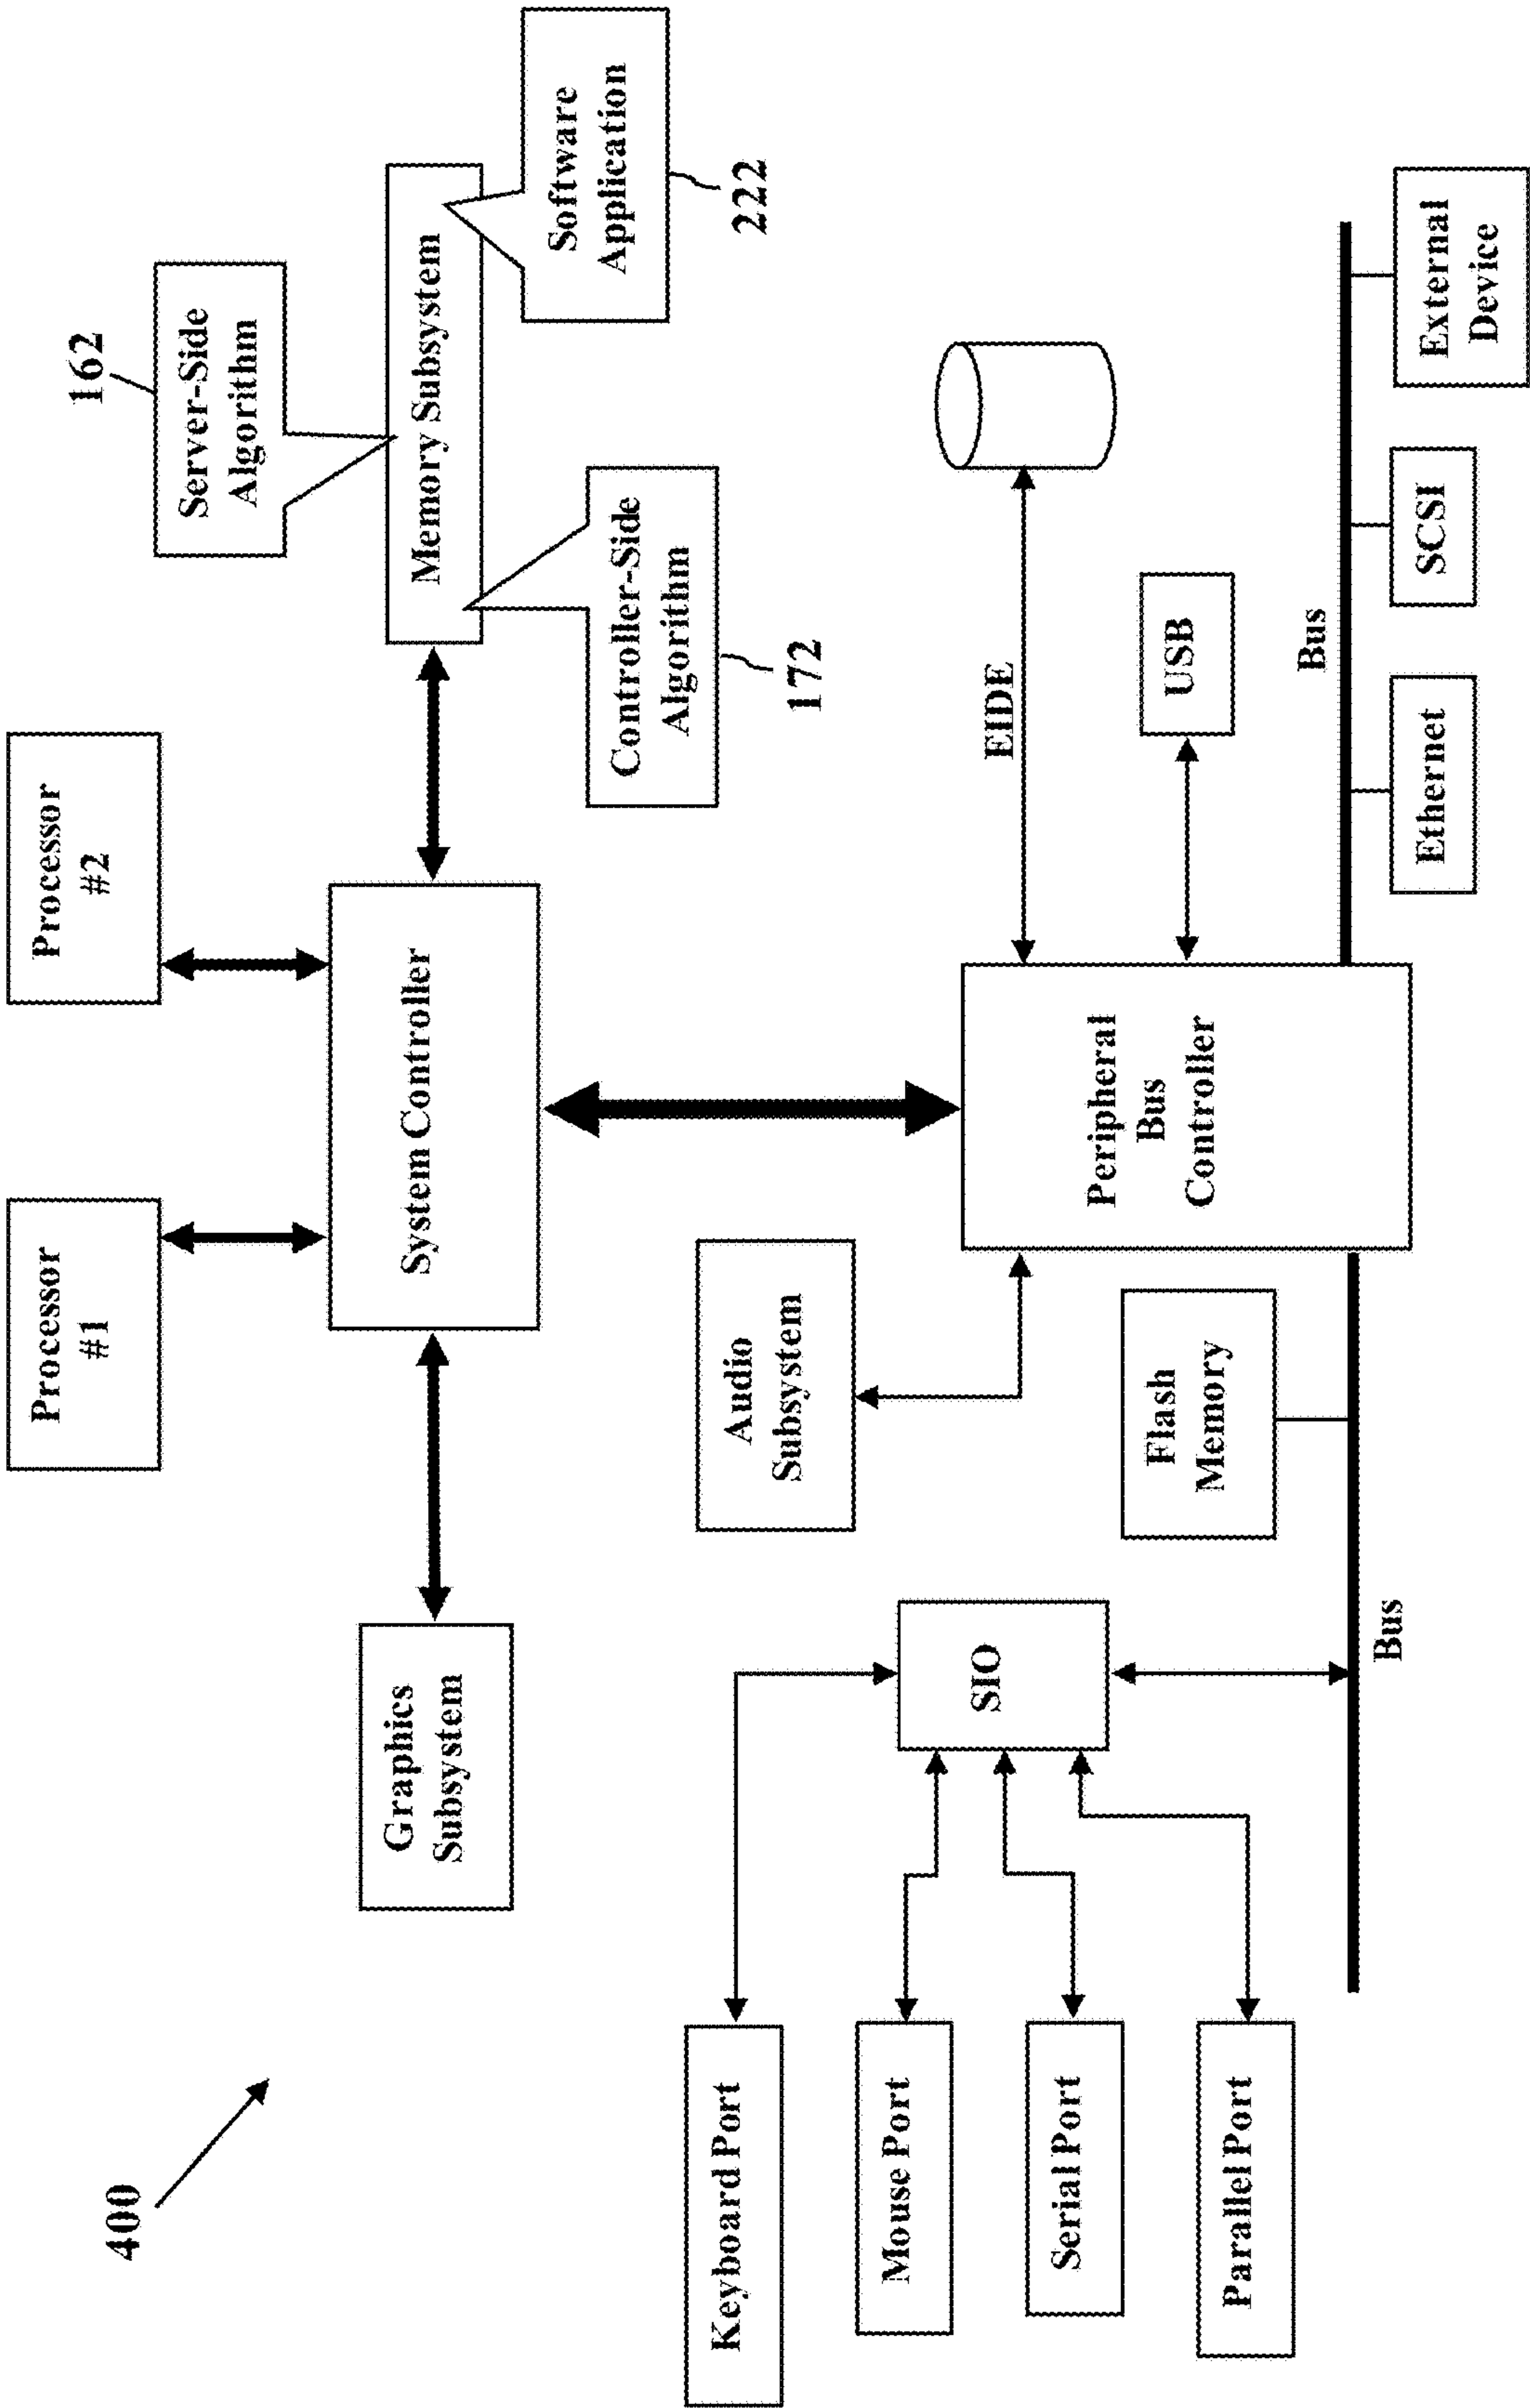 400
Processor
#1
Processor
#2
162
Server-Side
Algorithm
Graphics
Subsystem
System Controller
Memory Subsystem
Software
Application
222
Controller-Side
Algorithm
172
Keyboard Port
Mouse Port
Serial Port
Parallel Port
SIO
Audio
Subsystem
Flash
Memory
Bus
Peripheral
Bus
Controller
EIDE
USB
Bus
Ethernet
SCSI
External
Device